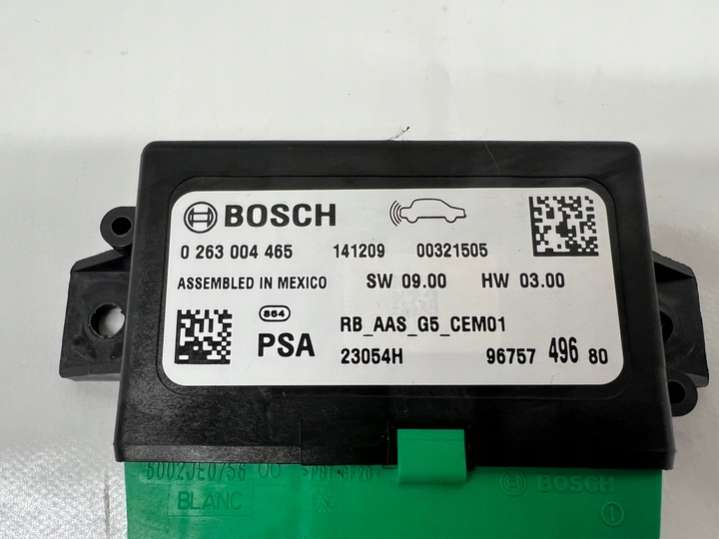 BOSCH
0 263 004 465 141209 00321505
ASSEMBLED IN MEXICO SW 09.00 HW 03.00
864 RB_AAS_G5_CEM01
PSA 23054H 96757 496 80
BOSCH
BLANC